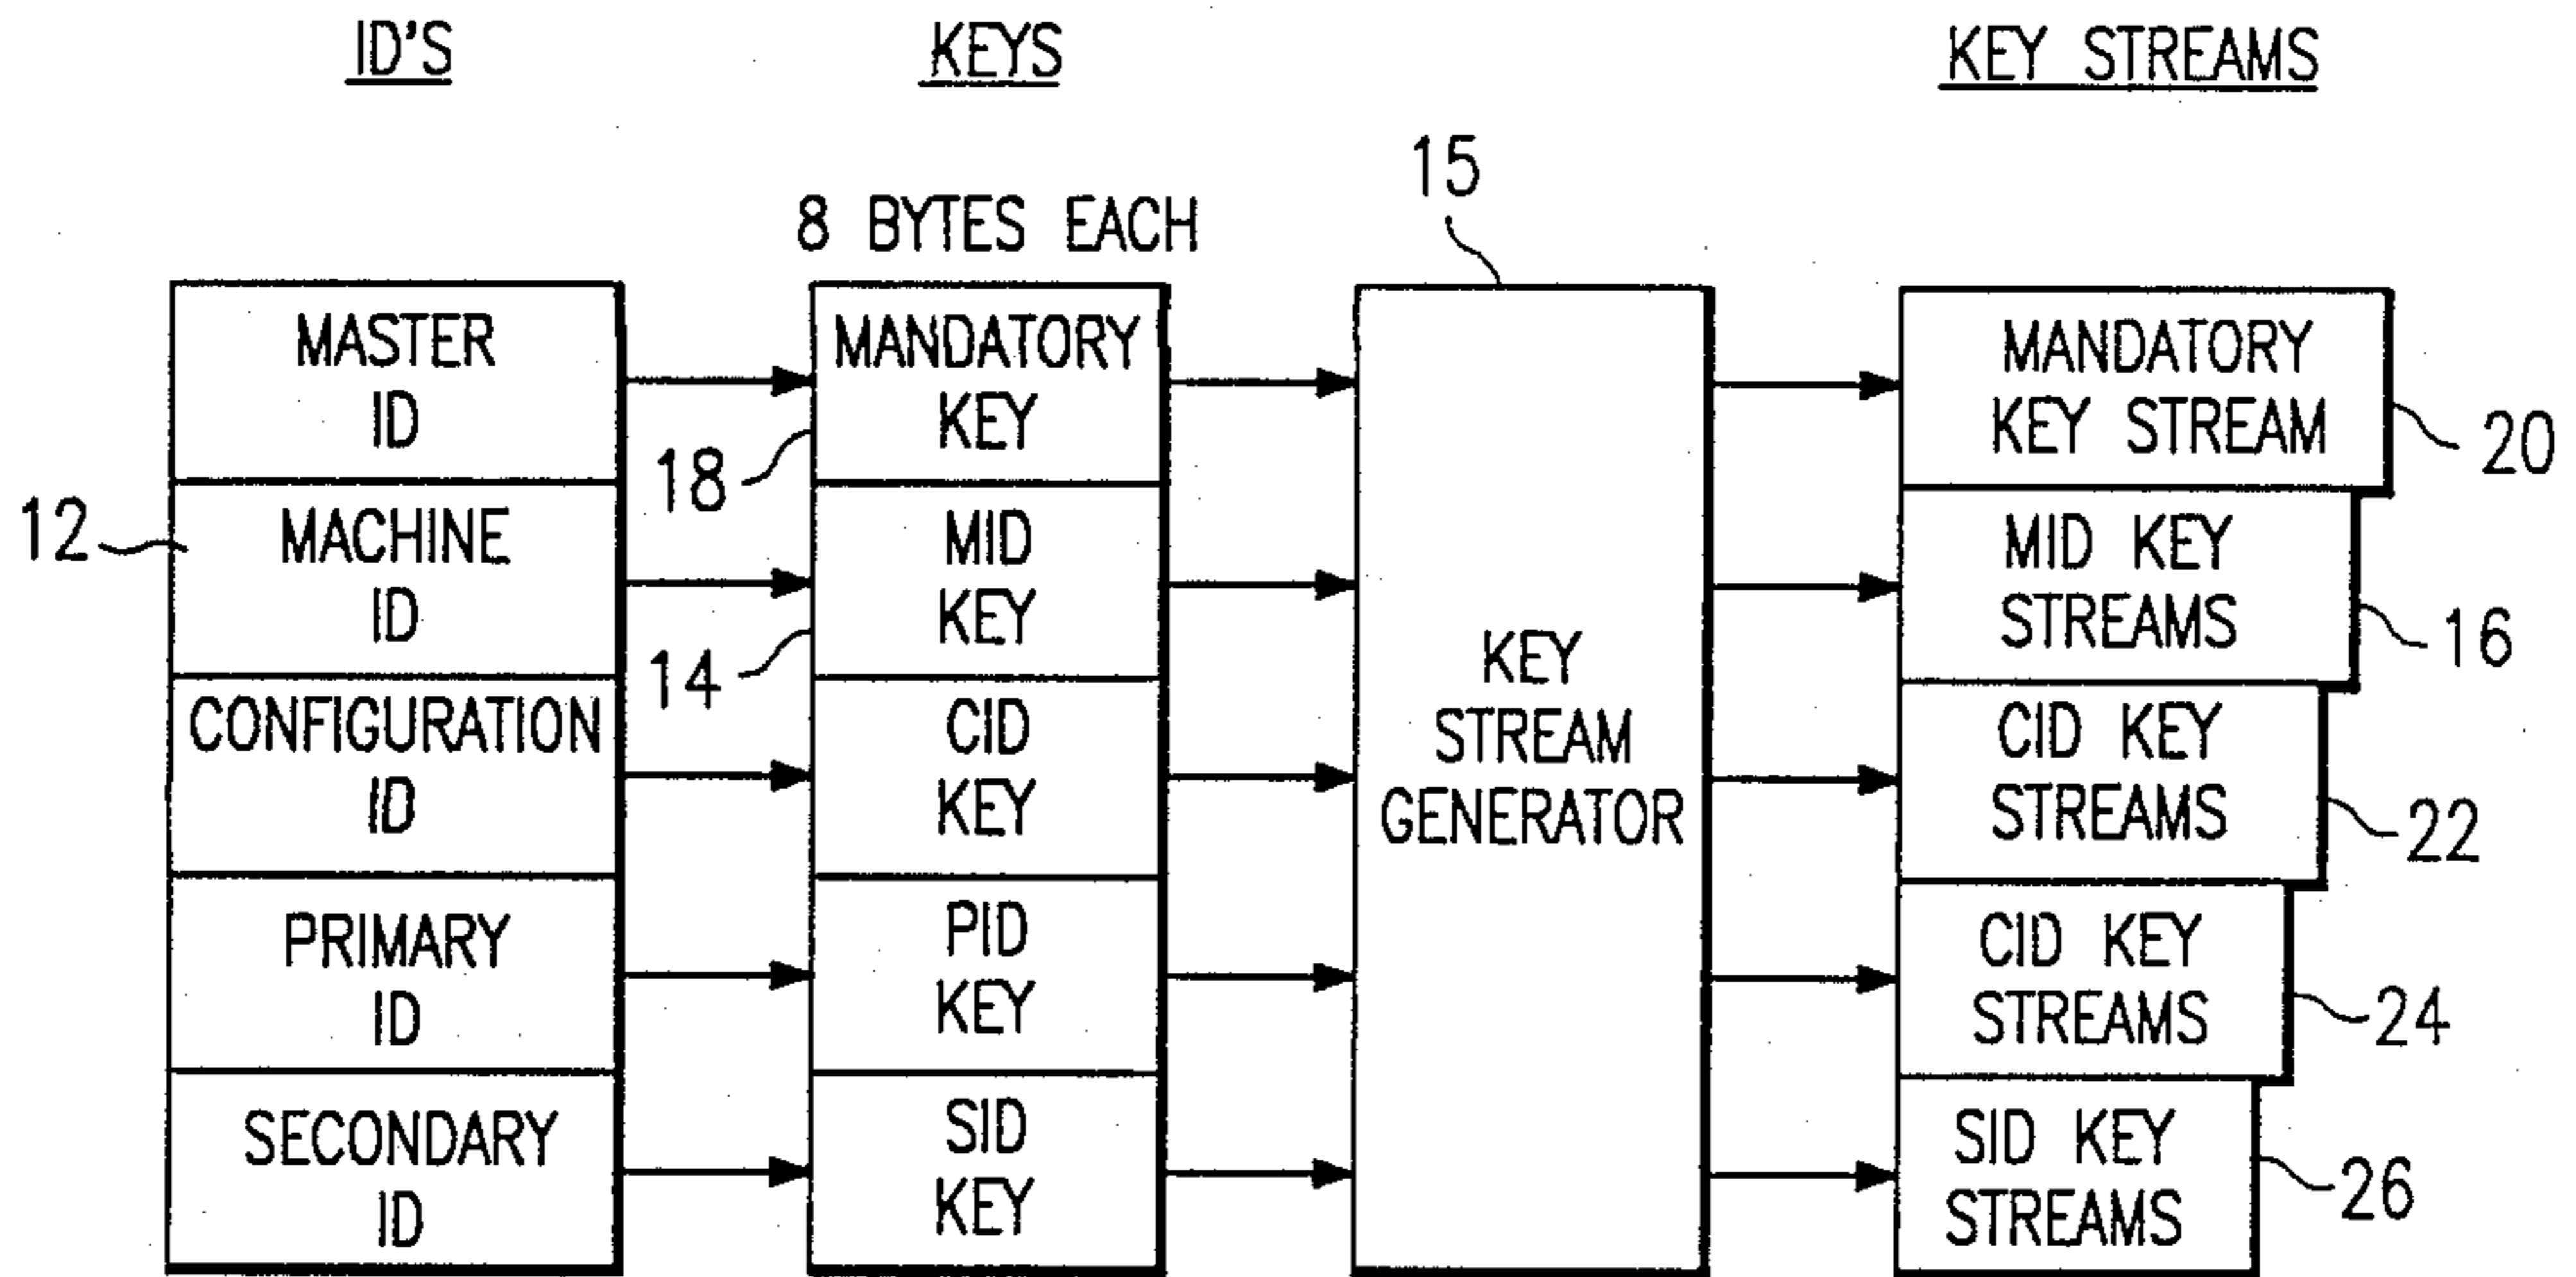 ID'S
KEYS
KEY STREAMS
8 BYTES EACH
15
MASTER
ID
MACHINE
ID
CONFIGURATION
ID
PRIMARY
ID
SECONDARY
ID
12
MANDATORY
KEY
MID
KEY
CID
KEY
PID
KEY
SID
KEY
18
14
KEY
STREAM
GENERATOR
MANDATORY
KEY STREAM
MID KEY
STREAMS
CID KEY
STREAMS
CID KEY
STREAMS
SID KEY
STREAMS
20
16
22
24
26